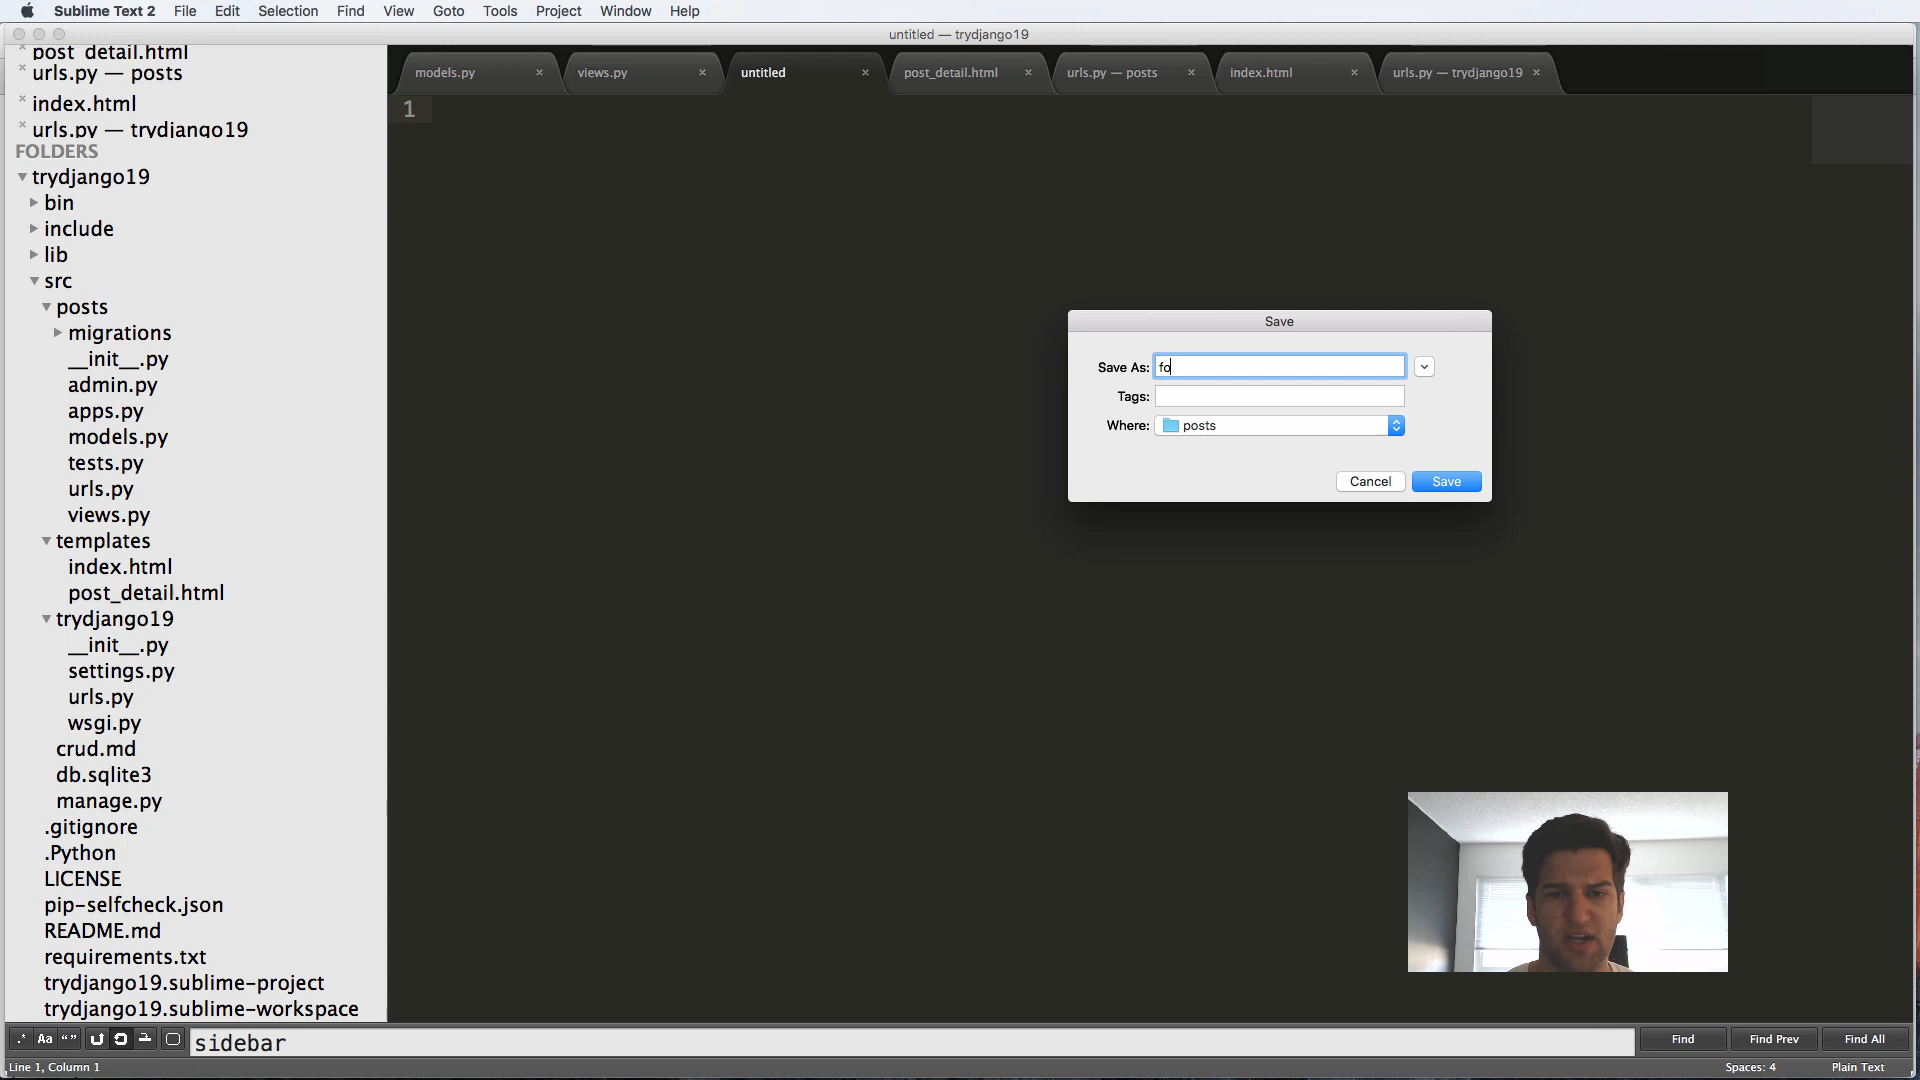 Sublime Text 2 File Edit Selection Find View Goto Tools Project Window Help
untitled — trydjango19
post_detail.html
urls.py — posts
index.html
urls.py — trydjango19
FOLDERS
trydjango19
bin
include
lib
src
posts
migrations
__init__.py
admin.py
apps.py
models.py
tests.py
urls.py
views.py
templates
index.html
post_detail.html
trydjango19
__init__.py
settings.py
urls.py
wsgi.py
crud.md
db.sqlite3
manage.py
.gitignore
.Python
LICENSE
pip-selfcheck.json
README.md
requirements.txt
trydjango19.sublime-project
trydjango19.sublime-workspace
models.py × views.py × untitled × post_detail.html × urls.py — posts × index.html × urls.py — trydjango19 ×
1
Save
Save As: fo
Tags:
Where: posts
Cancel Save
.* Aa “ ” sidebar Find Find Prev Find All
Line 1, Column 1 Spaces: 4 Plain Text